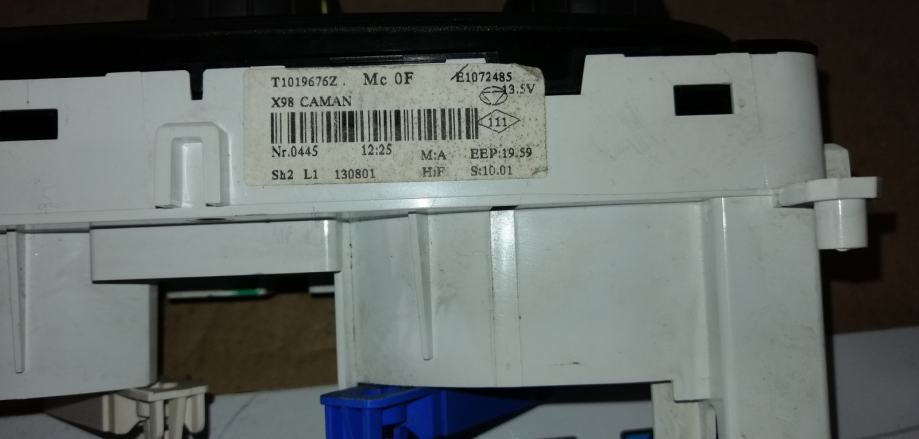 T1019676Z. Mc 0F E1072485
13.5V
X98 CAMAN
111
Nr.0445 12:25 M:A EEP:19.59
Sh2 L1 130801 H:F S:10.01